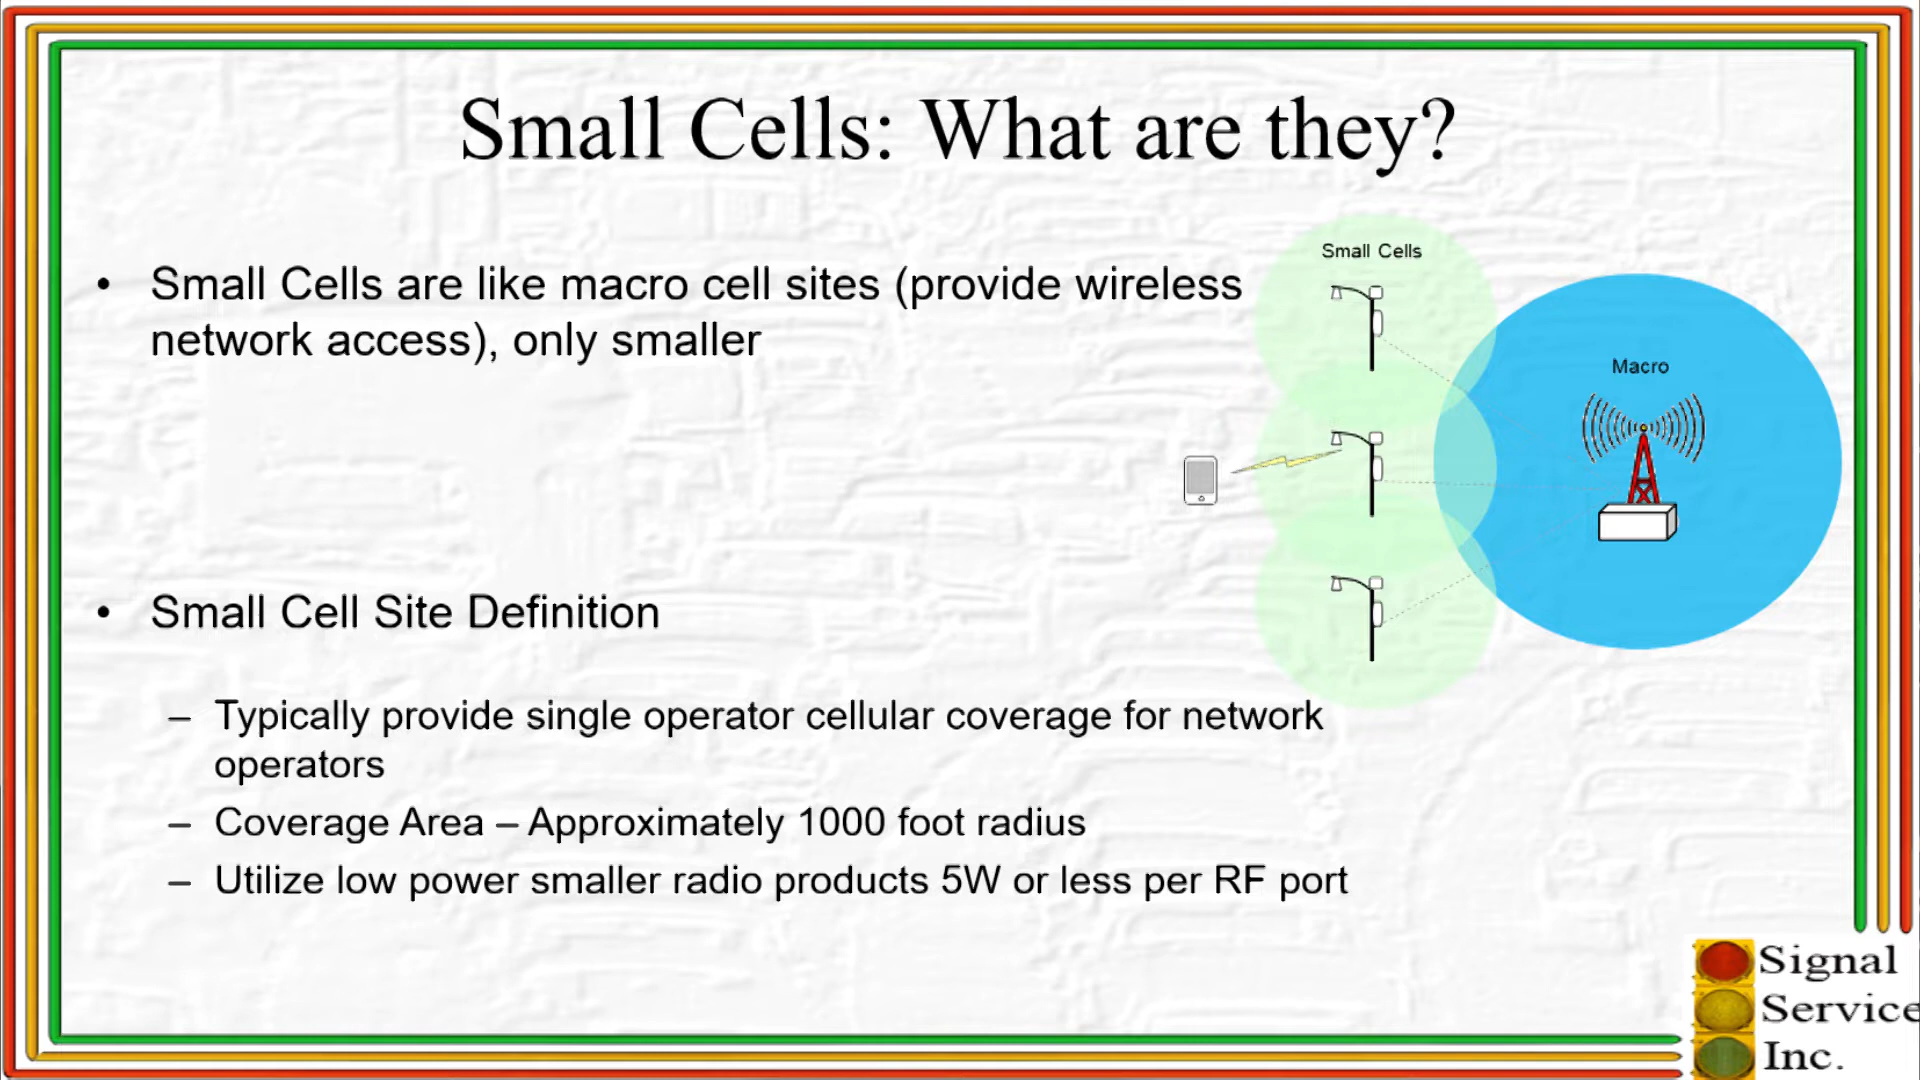 Small Cells: What are they?
• Small Cells are like macro cell sites (provide wireless
network access), only smaller
Small Cells
Macro
• Small Cell Site Definition
– Typically provide single operator cellular coverage for network
operators
– Coverage Area – Approximately 1000 foot radius
– Utilize low power smaller radio products 5W or less per RF port
Signal
Service
Inc.